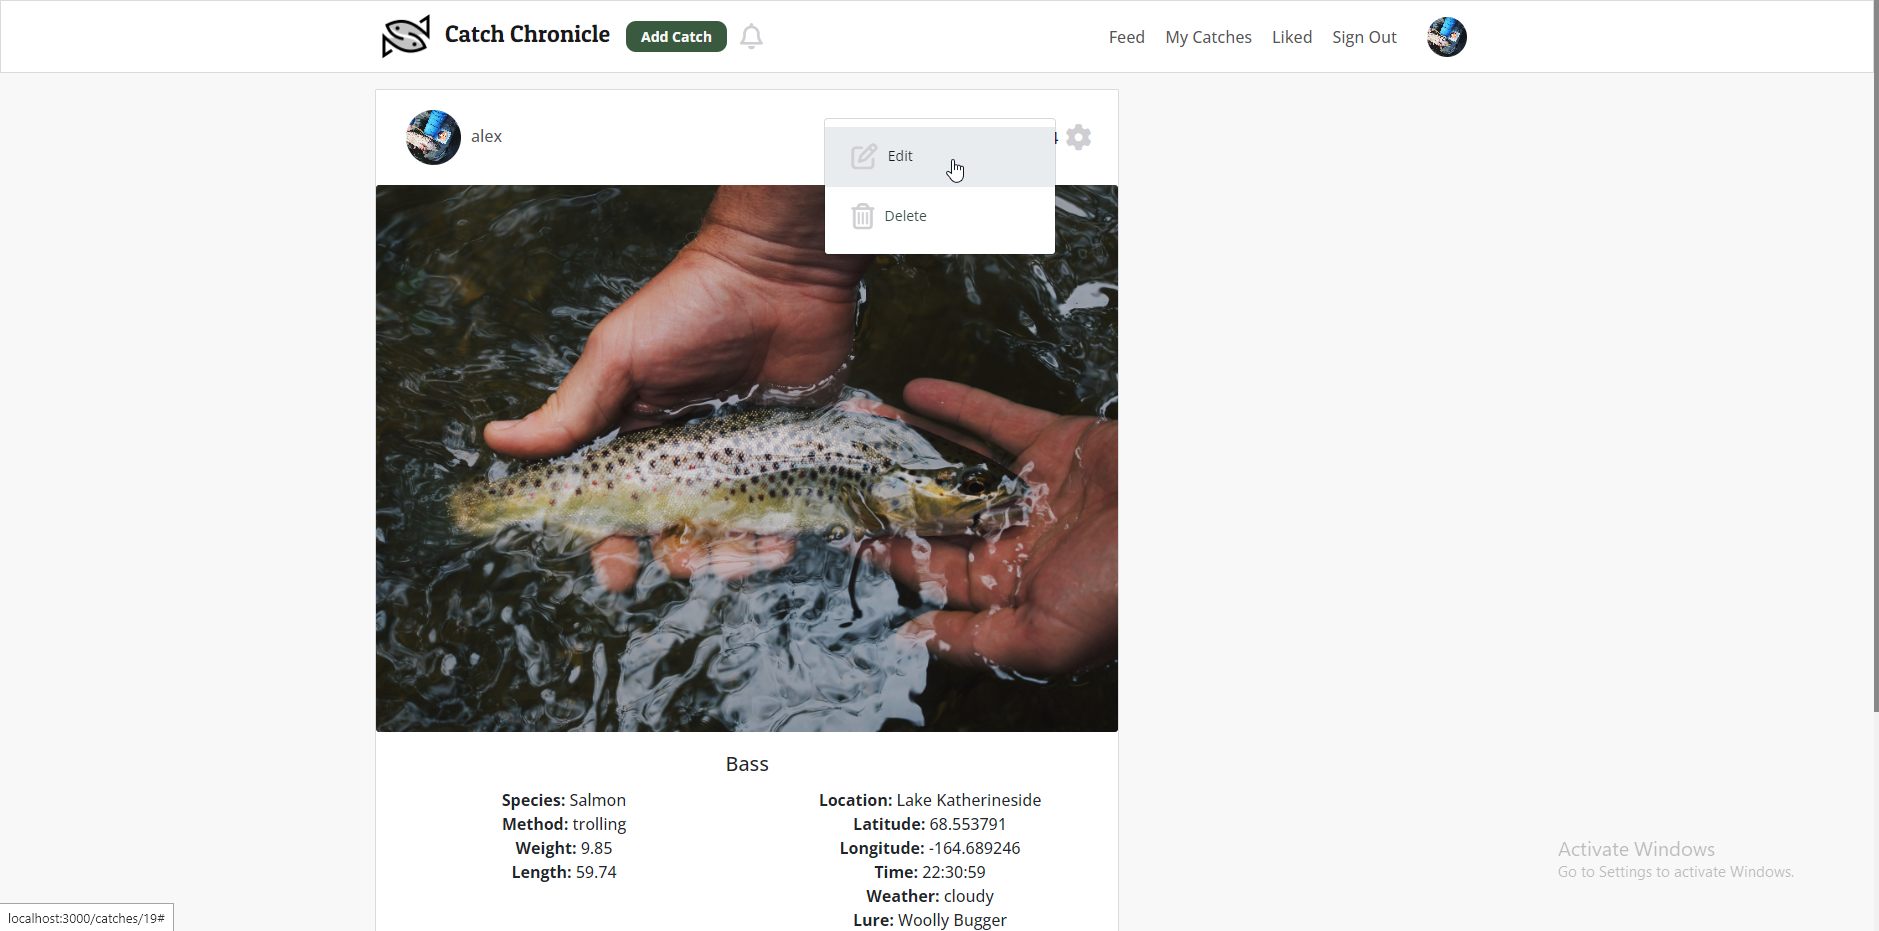 Catch Chronicle
Add Catch
Feed
My Catches
Liked
Sign Out
alex
4
Edit
Delete
Bass
Species: Salmon
Method: trolling
Weight: 9.85
Length: 59.74
Location: Lake Katherineside
Latitude: 68.553791
Longitude: -164.689246
Time: 22:30:59
Weather: cloudy
Lure: Woolly Bugger
Activate Windows
Go to Settings to activate Windows.
localhost:3000/catches/19#